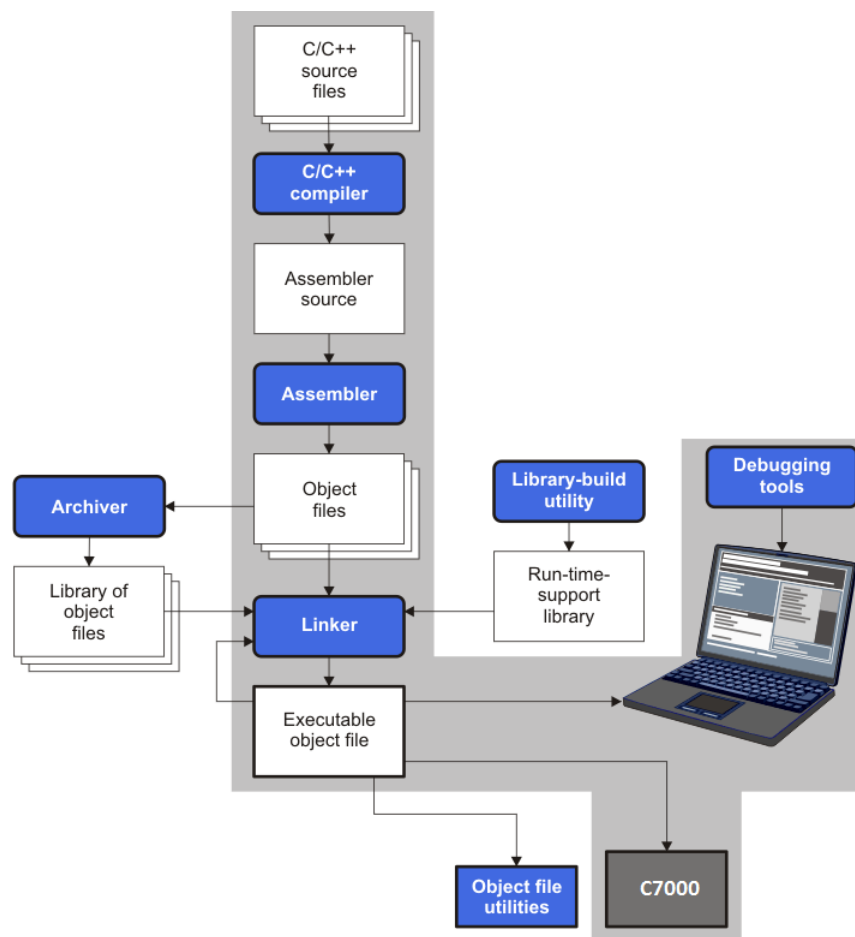 C/C++
source
files
C/C++
compiler
Assembler
source
Assembler
Object
files
Archiver
Library of
object
files
Library-build
utility
Run-time-
support
library
Debugging
tools
Linker
Executable
object file
Object file
utilities
C7000